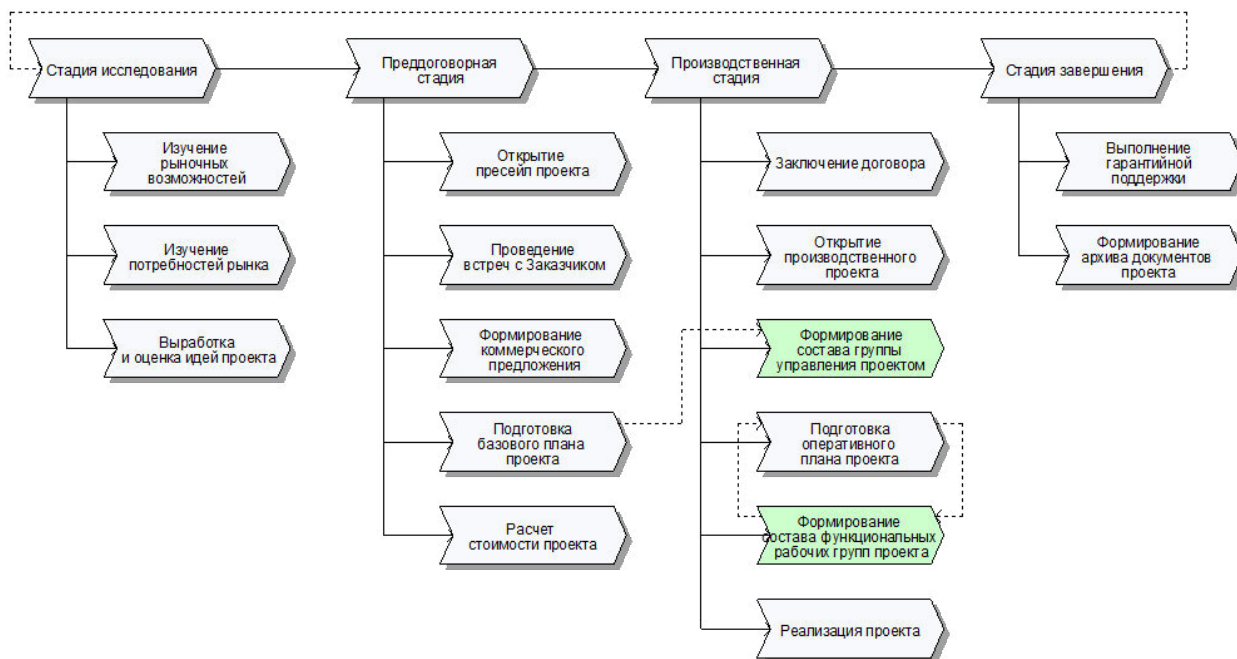 Стадия исследования
Преддоговорная
стадия
Производственная
стадия
Стадия завершения
Изучение
рыночных
возможностей
Изучение
потребностей рынка
Выработка
и оценка идей проекта
Открытие
пресейл проекта
Проведение
встреч с Заказчиком
Формирование
коммерческого
предложения
Подготовка
базового плана
проекта
Расчет
стоимости проекта
Заключение договора
Открытие
производственного
проекта
Формирование
состава группы
управления проектом
Подготовка
оперативного
плана проекта
Формирование
состава функциональных
рабочих групп проекта
Реализация проекта
Выполнение
гарантийной
поддержки
Формирование
архива документов
проекта